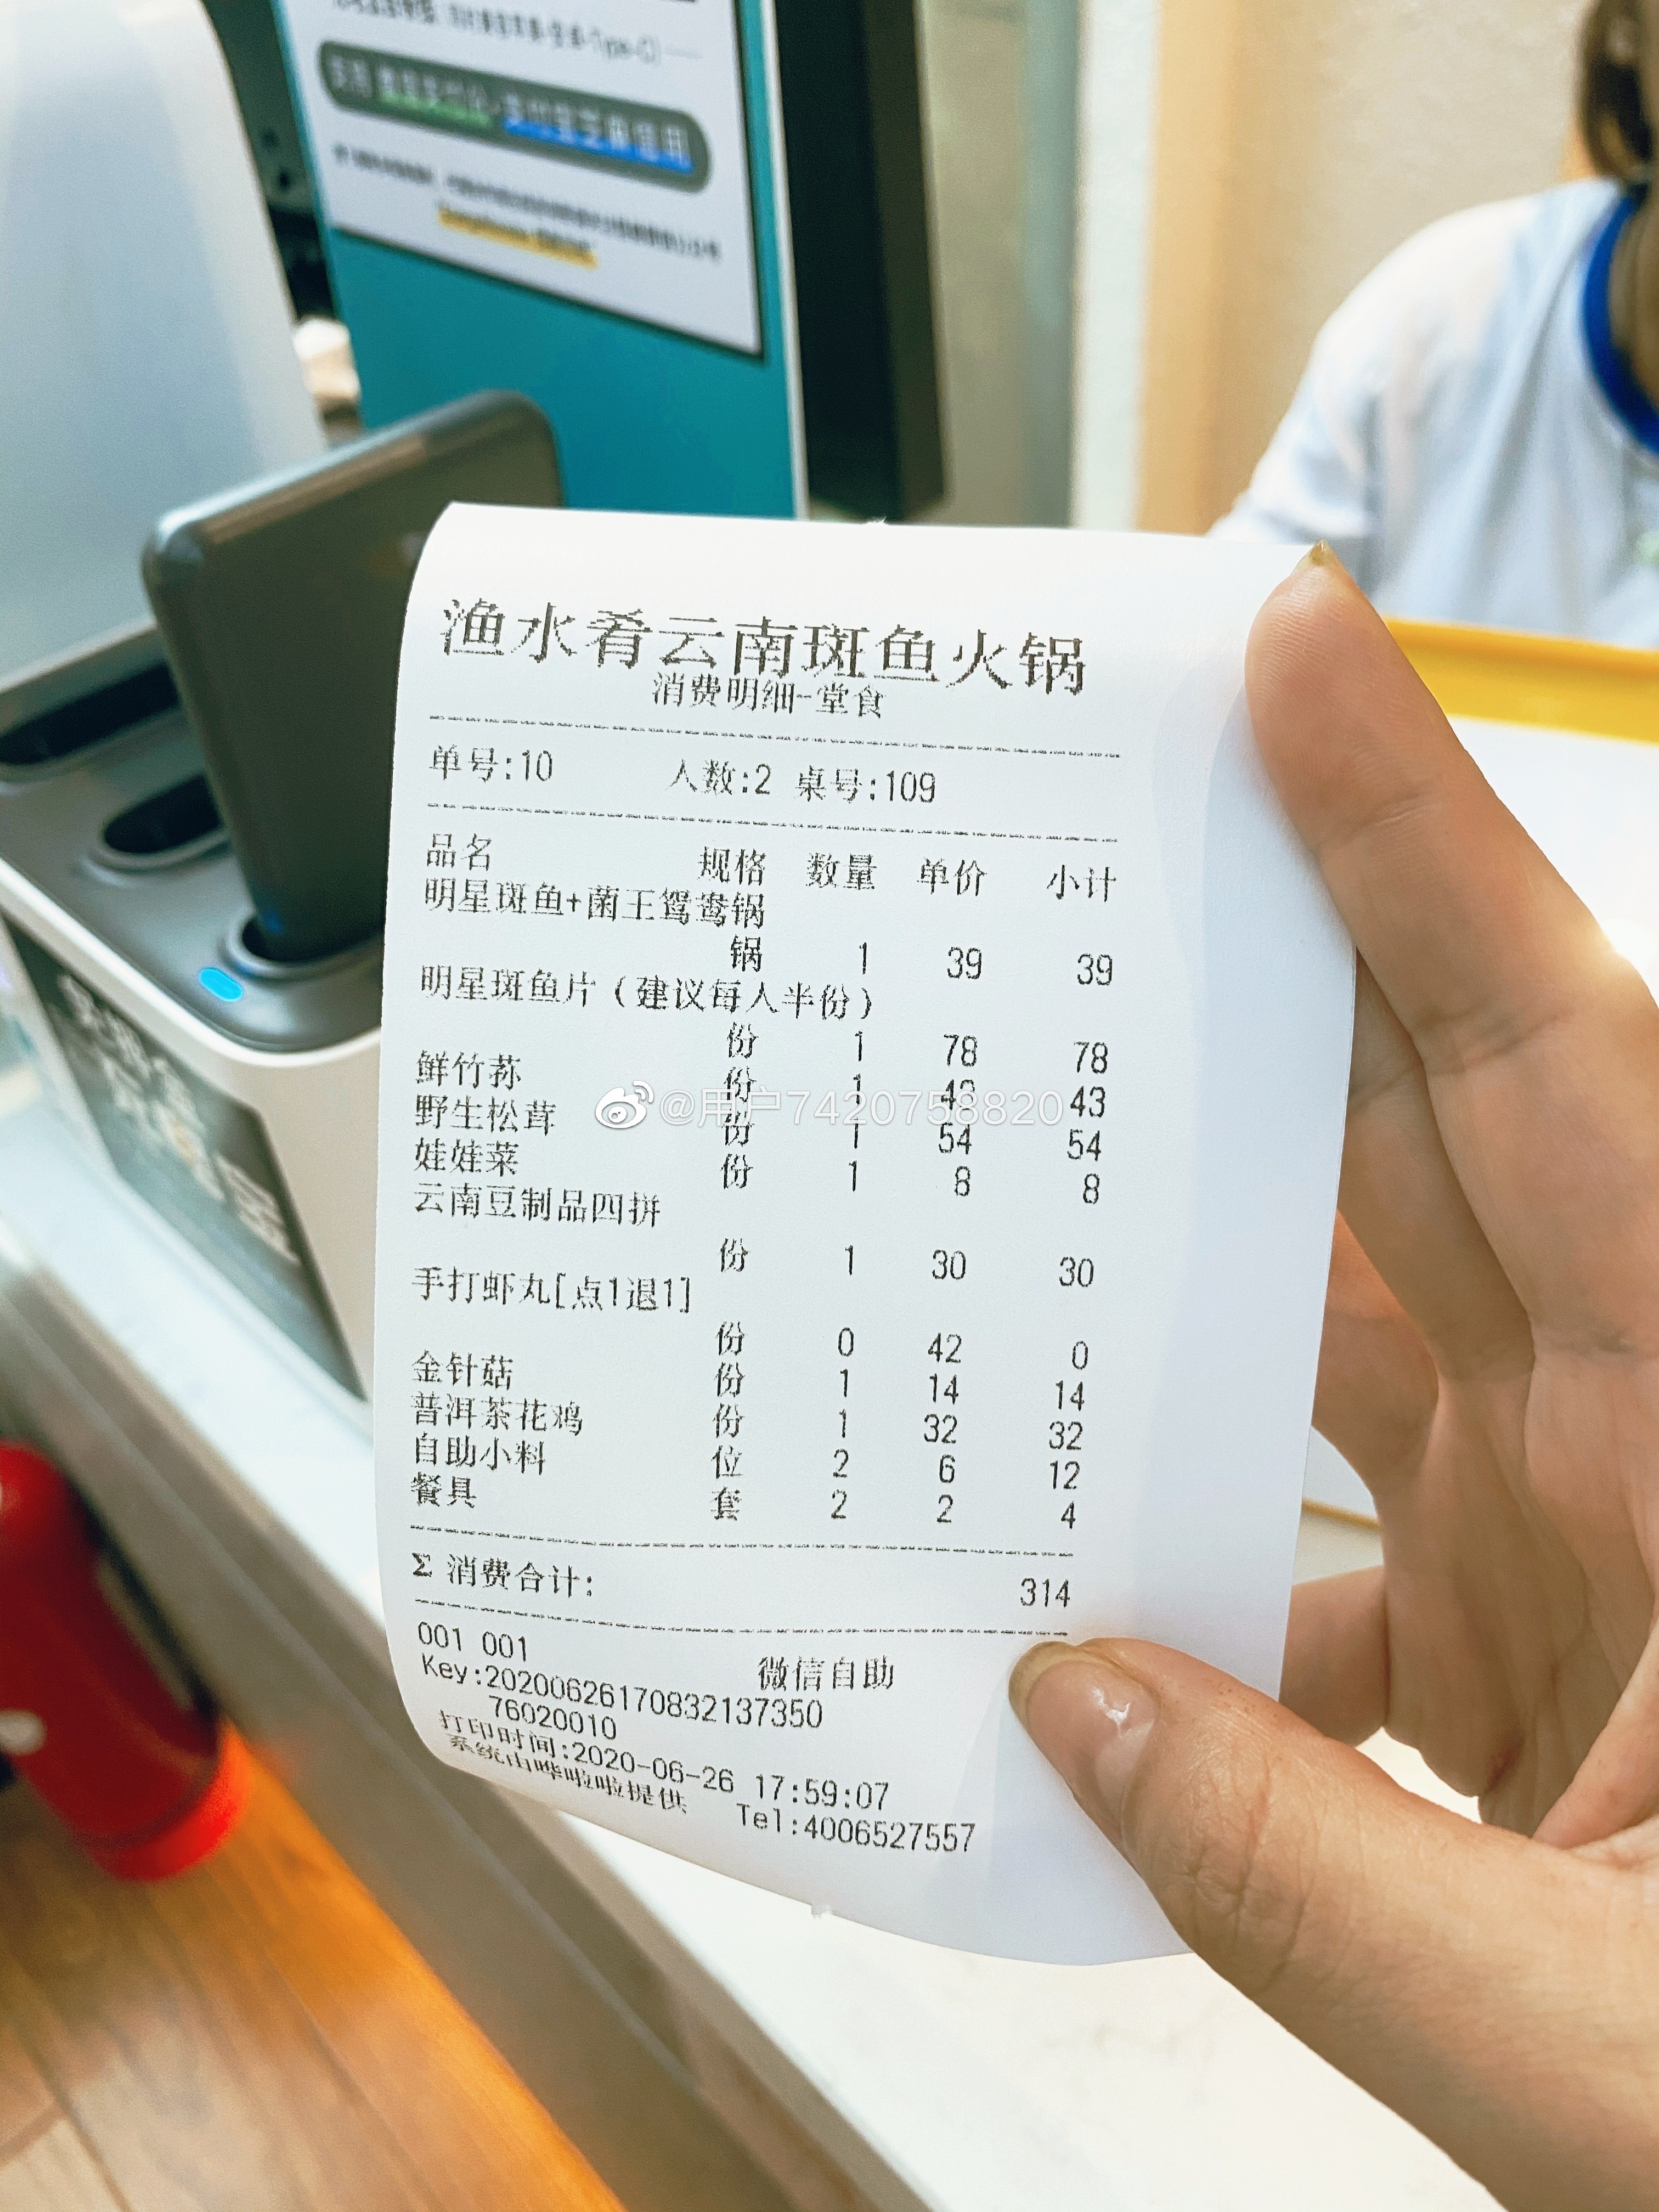 渔水肴云南斑鱼火锅
消费明细-堂食
单号:10 人数:2 桌号:109
品名 规格 数量 单价 小计
明星斑鱼+菌王鸳鸯锅
锅 1 39 39
明星斑鱼片(建议每人半份)
份 1 78 78
鲜竹荪 份 1 43 43
野生松茸 份 1 54 54
娃娃菜 份 1 8 8
云南豆制品四拼
份 1 30 30
手打虾丸[点1退1]
份 0 42 0
金针菇 份 1 14 14
普洱茶花鸡 份 1 32 32
自助小料 位 2 6 12
餐具 套 2 2 4
Σ 消费合计: 314
001 001 微信自助
Key:20200626170832137350
76020010
打印时间:2020-06-26 17:59:07
系统由哗啦啦提供 Tel:4006527557
@用户7420758820